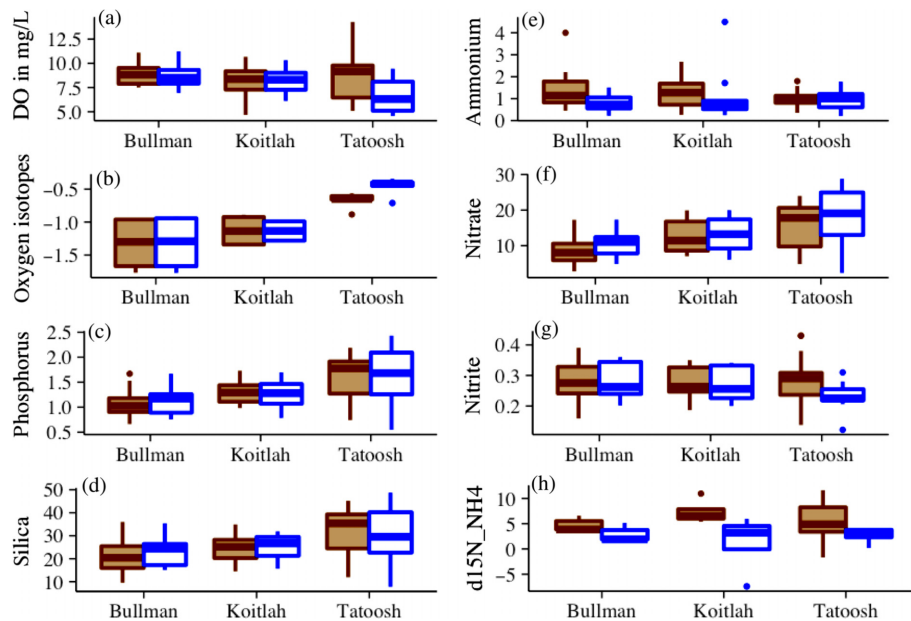 (a)
DO in mg/L
12.5
10.0
7.5
5.0
Bullman Koitlah Tatoosh
(b)
Oxygen isotopes
−0.5
−1.0
−1.5
Bullman Koitlah Tatoosh
(c)
Phosphorus
2.5
2.0
1.5
1.0
0.5
Bullman Koitlah Tatoosh
(d)
Silica
50
40
30
20
10
Bullman Koitlah Tatoosh
(e)
Ammonium
4
3
2
1
0
Bullman Koitlah Tatoosh
(f)
Nitrate
30
20
10
Bullman Koitlah Tatoosh
(g)
Nitrite
0.4
0.3
0.2
Bullman Koitlah Tatoosh
(h)
d15N_NH4
10
5
0
−5
Bullman Koitlah Tatoosh